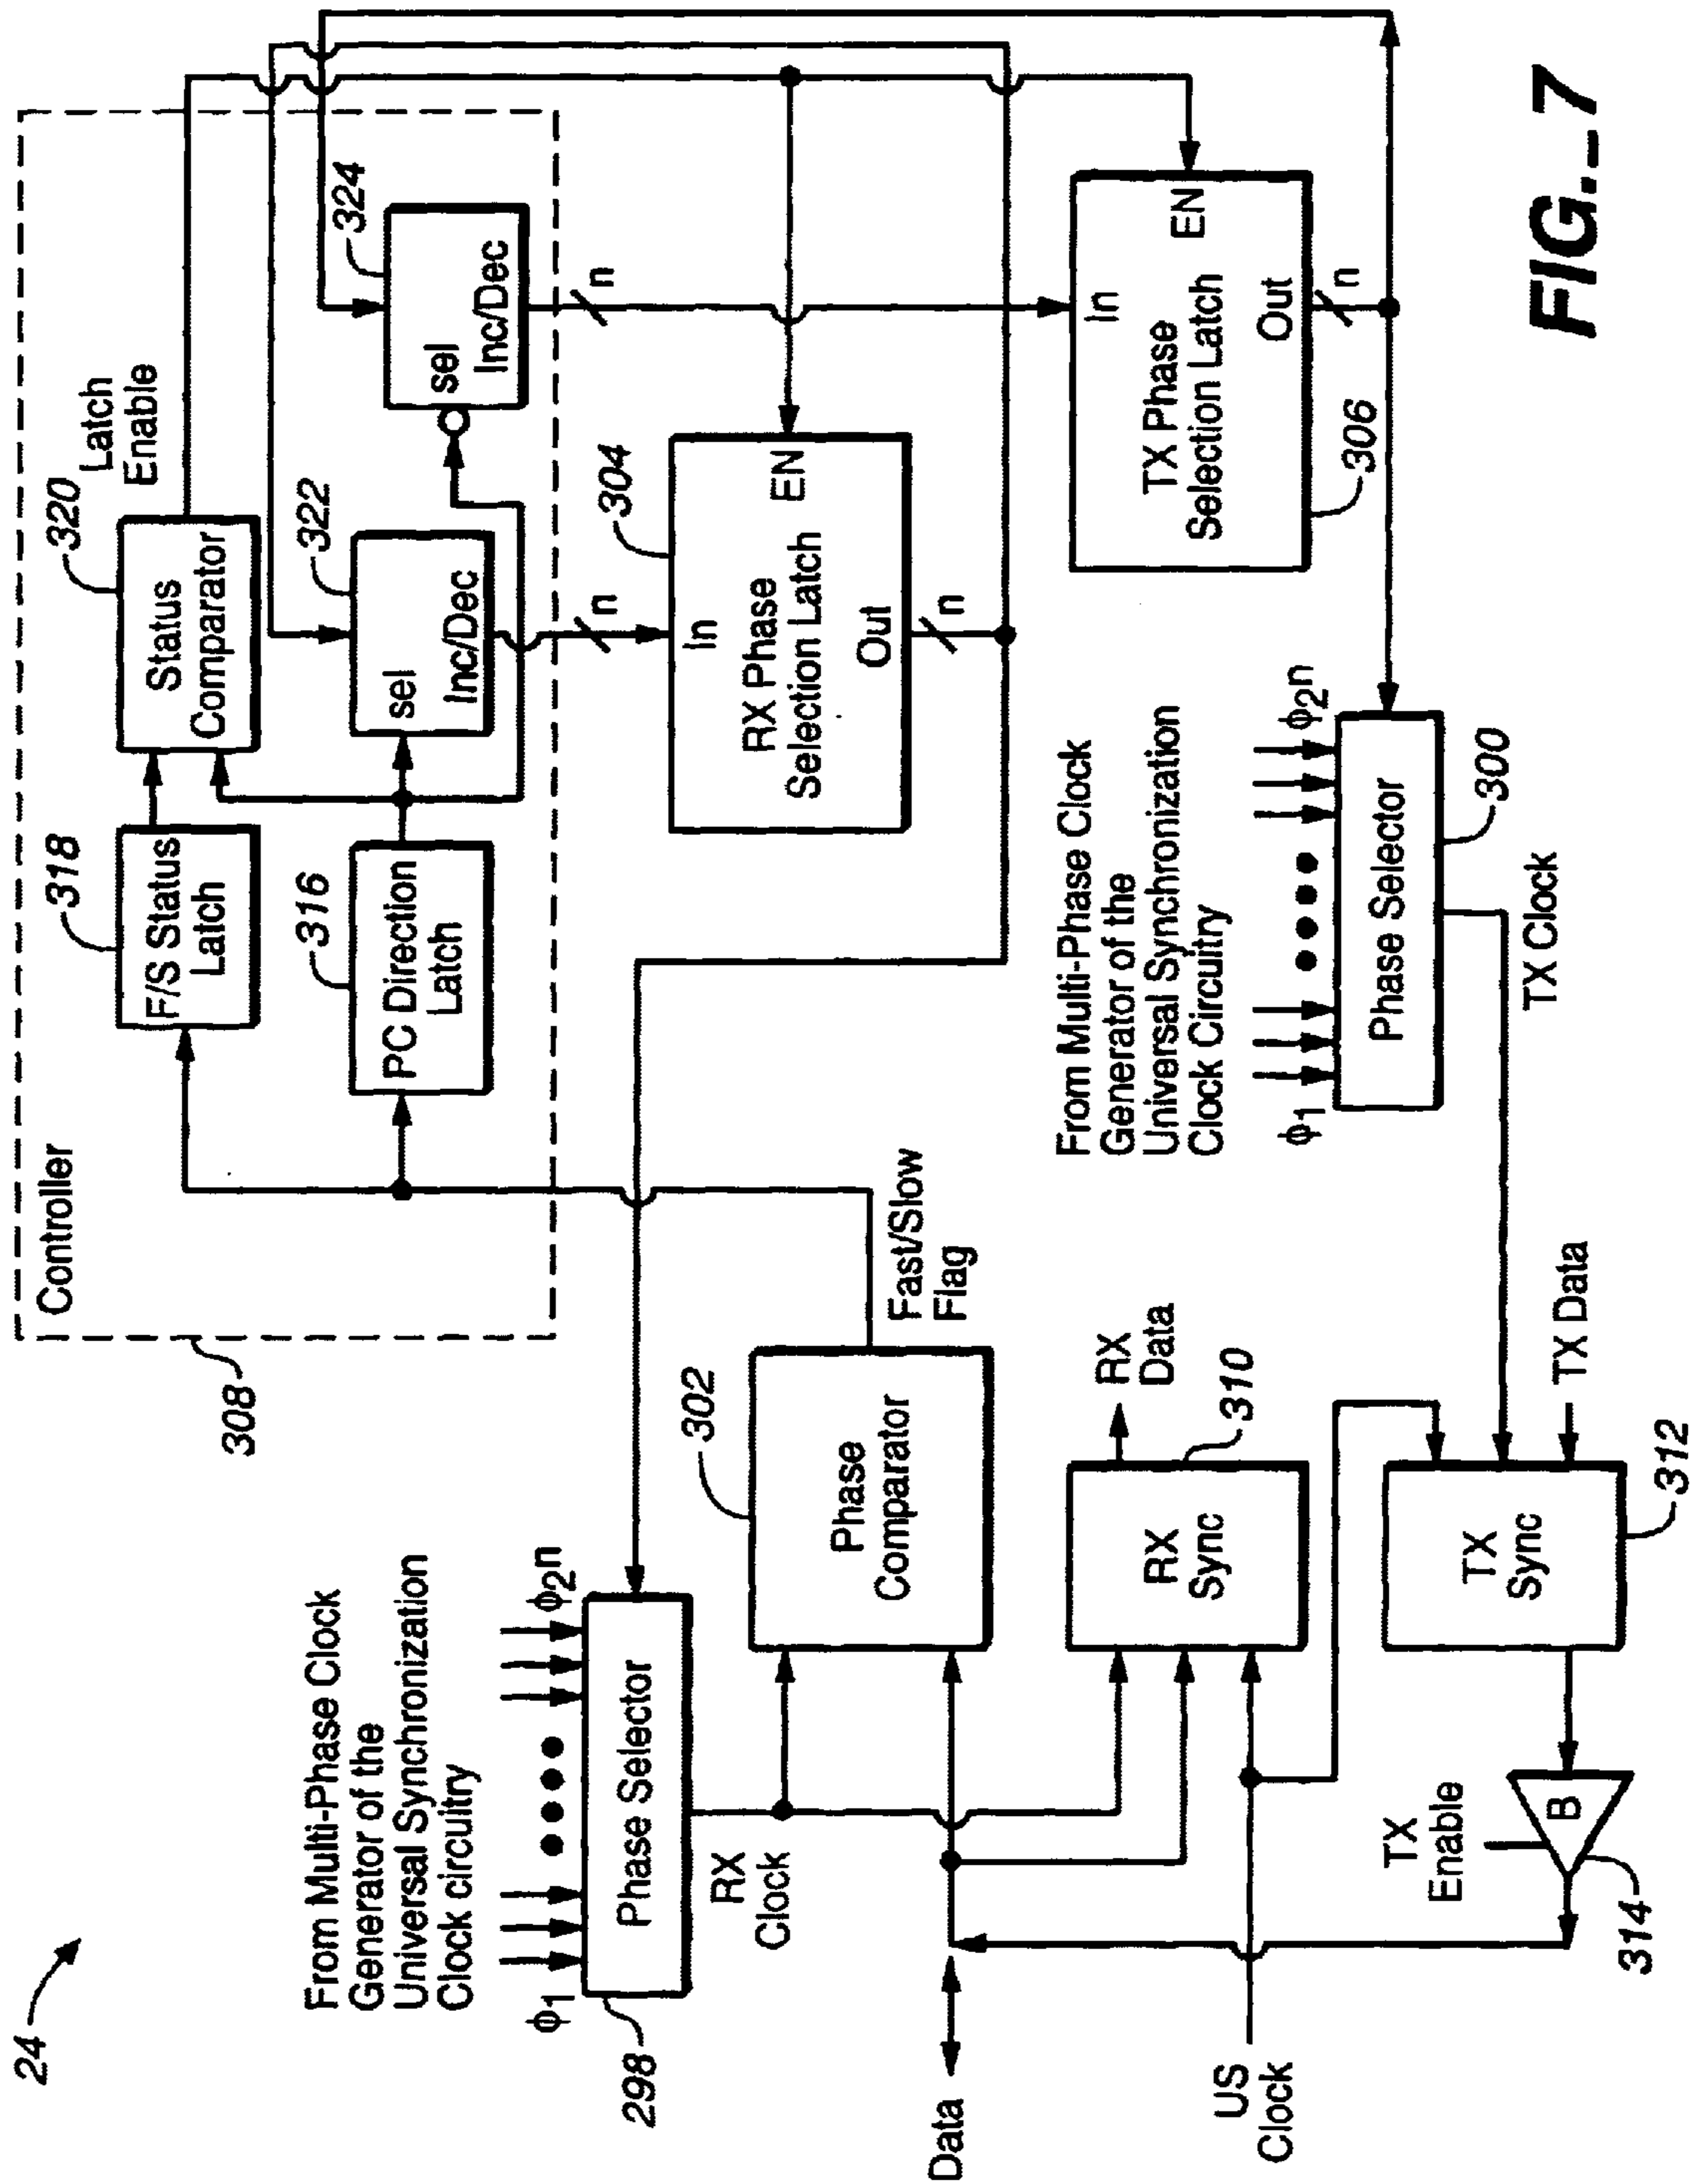 24
Controller
308
318
F/S Status
Latch
320
Status
Comparator
Latch
Enable
316
PC Direction
Latch
322
sel
Inc/Dec
324
sel
Inc/Dec
n
n
From Multi-Phase Clock
Generator of the
Universal Synchronization
Clock circuitry
ϕ1
ϕ2n
Phase Selector
298
RX
Clock
302
Phase
Comparator
Fast/Slow
Flag
304
In
RX Phase
Selection Latch
EN
Out
n
In
TX Phase
Selection Latch
EN
Out
306
n
Data
RX
Data
RX
Sync
310
US
Clock
From Multi-Phase Clock
Generator of the
Universal Synchronization
Clock Circuitry
ϕ1
ϕ2n
Phase Selector
300
TX Clock
TX Data
TX
Sync
312
TX
Enable
B
314
FIG._7